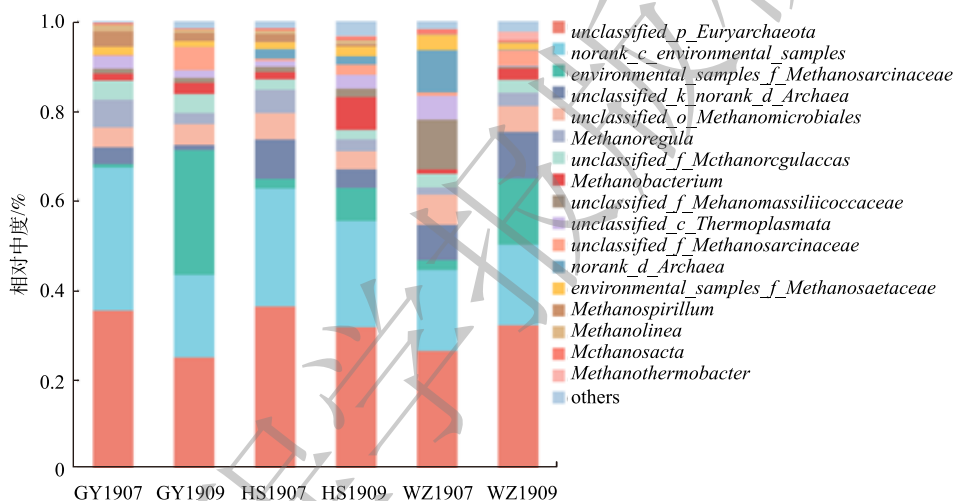 1.0
0.8
0.6
0.4
0.2
0
相对中度/%
GY1907 GY1909 HS1907 HS1909 WZ1907 WZ1909
unclassified_p_Euryarchaeota
norank_c_environmental_samples
environmental_samples_f_Methanosarcinaceae
unclassified_k_norank_d_Archaea
unclassified_o_Methanomicrobiales
Methanoregula
unclassified_f_Mcthanorcgulaccas
Methanobacterium
unclassified_f_Mehanomassiliicoccaceae
unclassified_c_Thermoplasmata
unclassified_f_Methanosarcinaceae
norank_d_Archaea
environmental_samples_f_Methanosaetaceae
Methanospirillum
Methanolinea
Mcthanosacta
Methanothermobacter
others